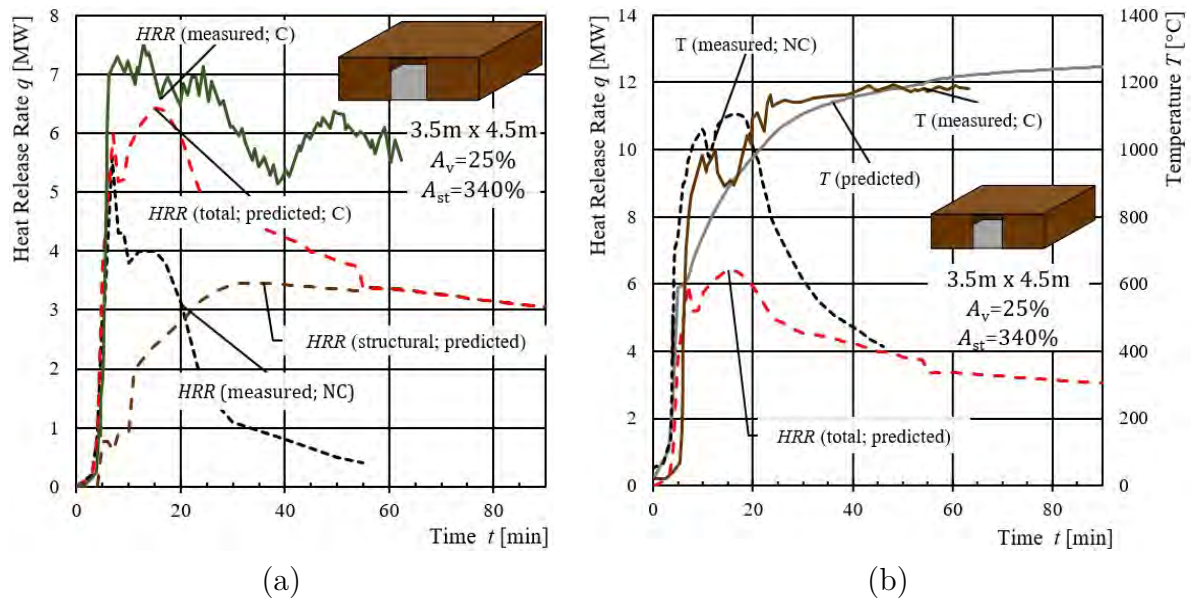 HRR (measured; C)
3.5m x 4.5m
Av=25%
Ast=340%
HRR (total; predicted; C)
HRR (structural; predicted)
HRR (measured; NC)
Heat Release Rate q [MW]
8
7
6
5
4
3
2
1
0
0 20 40 60 80
Time t [min]
(a)
T (measured; NC)
T (measured; C)
T (predicted)
3.5m x 4.5m
Av=25%
Ast=340%
HRR (total; predicted)
Heat Release Rate q [MW]
14
12
10
8
6
4
2
0
Temperature T [°C]
1400
1200
1000
800
600
400
200
0
0 20 40 60 80
Time t [min]
(b)